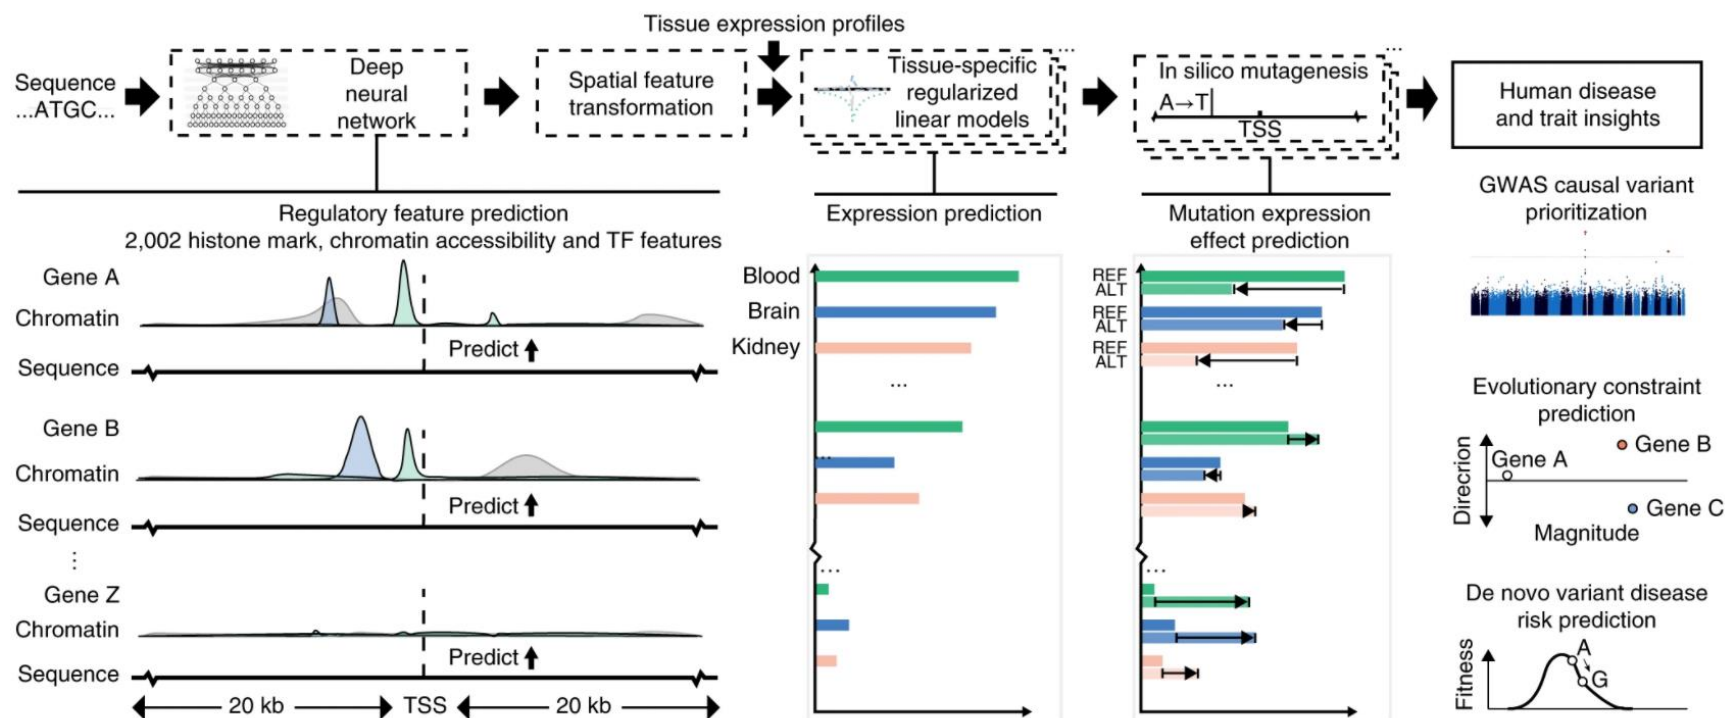 Tissue expression profiles
Sequence
...ATGC...
Deep
neural
network
Spatial feature
transformation
Tissue-specific
regularized
linear models
...
In silico mutagenesis
A→T
TSS
...
Human disease
and trait insights
Regulatory feature prediction
2,002 histone mark, chromatin accessibility and TF features
Gene A
Chromatin
Predict
Sequence
Gene B
Chromatin
Predict
Sequence
...
Gene Z
Chromatin
Predict
Sequence
20 kb
TSS
20 kb
Expression prediction
Blood
Brain
Kidney
...
...
...
Mutation expression
effect prediction
REF
ALT
REF
ALT
REF
ALT
...
...
GWAS causal variant
prioritization
Evolutionary constraint
prediction
Direcrion
Gene A
Gene B
Gene C
Magnitude
De novo variant disease
risk prediction
Fitness
A
G